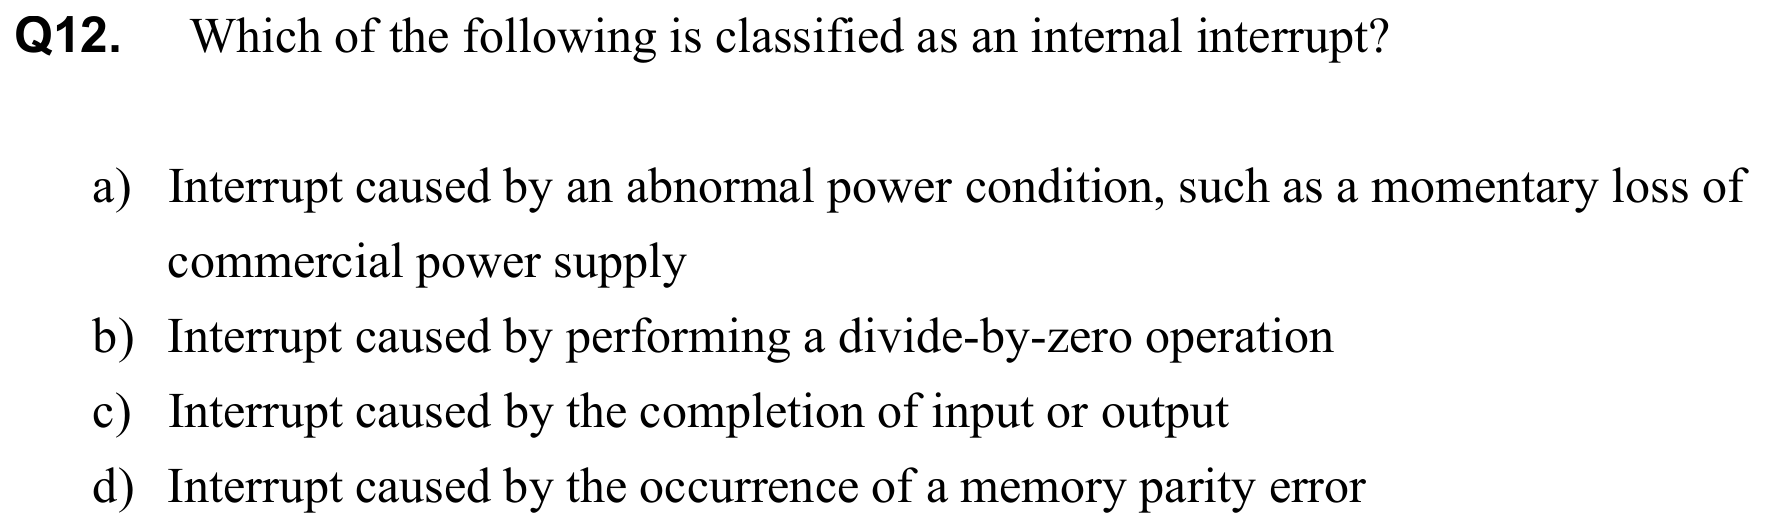 Q12. Which of the following is classified as an internal interrupt?
a) Interrupt caused by an abnormal power condition, such as a momentary loss of
commercial power supply
b) Interrupt caused by performing a divide-by-zero operation
c) Interrupt caused by the completion of input or output
d) Interrupt caused by the occurrence of a memory parity error